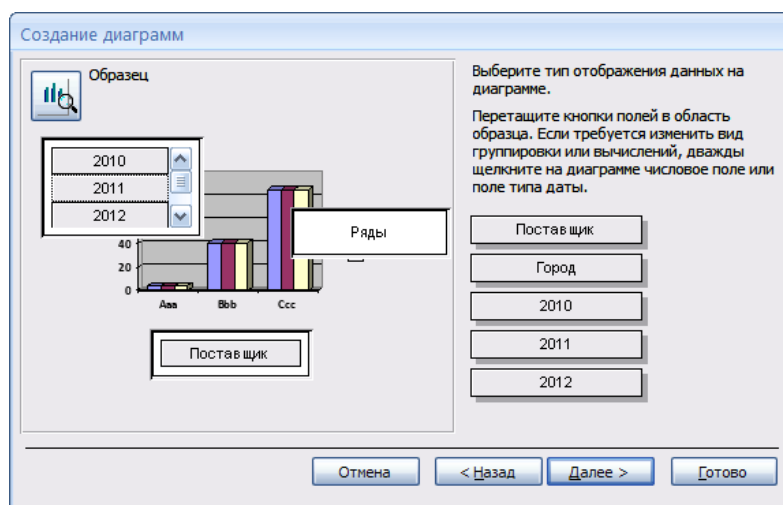 Создание диаграмм
Образец
2010
2011
2012
40
20
0
Aaa
Bbb
Ccc
Ряды
Поставщик
Выберите тип отображения данных на
диаграмме.
Перетащите кнопки полей в область
образца. Если требуется изменить вид
группировки или вычислений, дважды
щелкните на диаграмме числовое поле или
поле типа даты.
Поставщик
Город
2010
2011
2012
Отмена
< Назад
Далее >
Готово